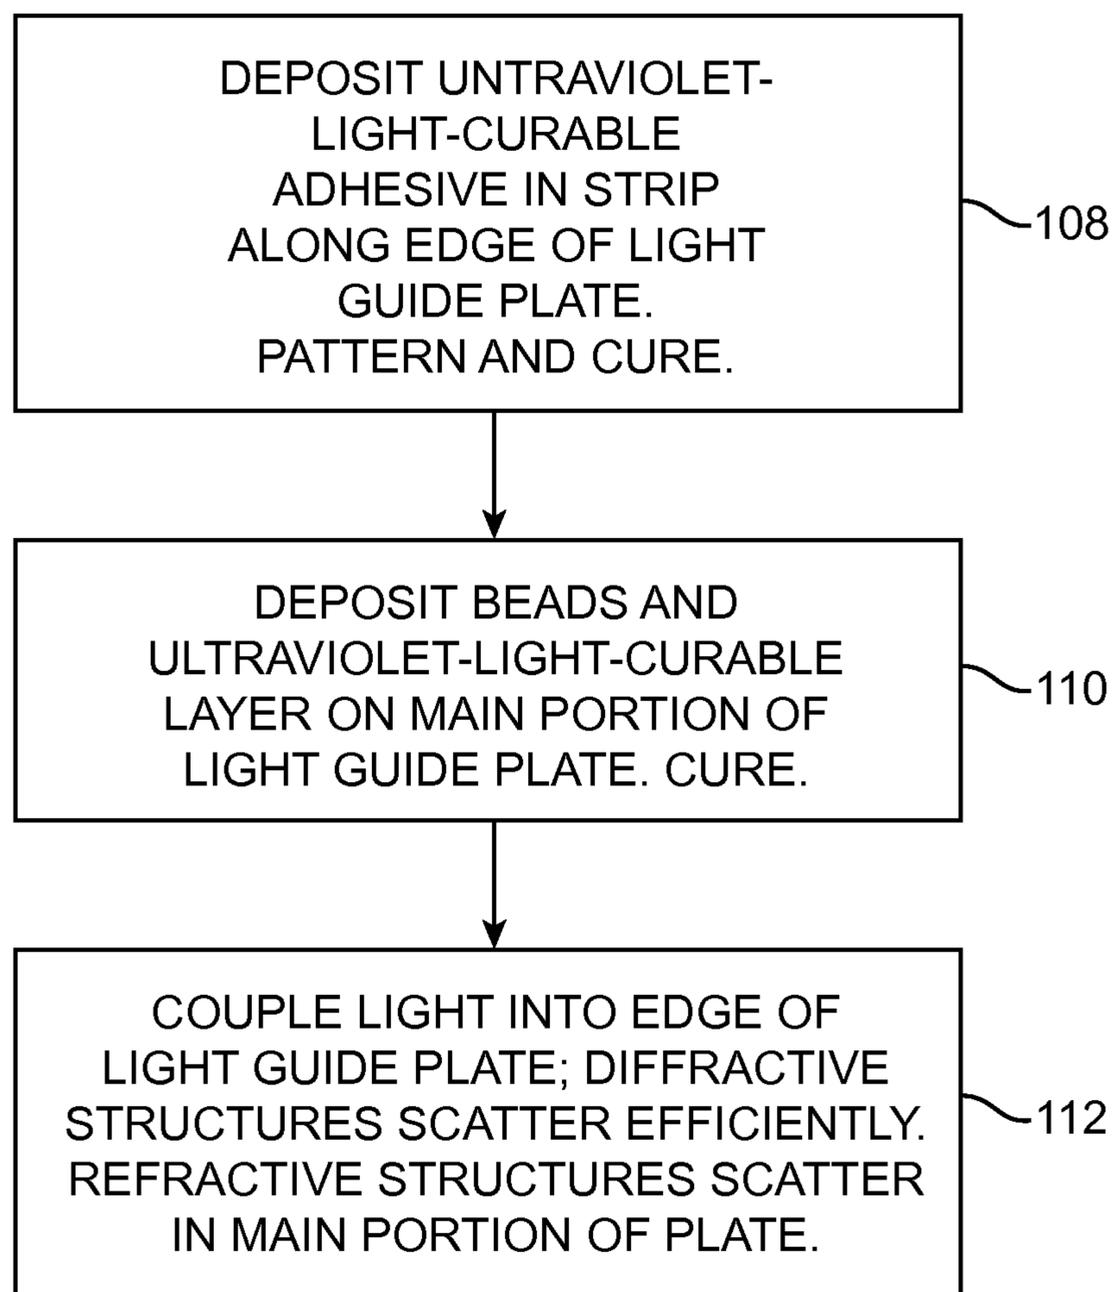 DEPOSIT UNTRAVIOLET-
LIGHT-CURABLE
ADHESIVE IN STRIP
ALONG EDGE OF LIGHT
GUIDE PLATE.
PATTERN AND CURE.
108
DEPOSIT BEADS AND
ULTRAVIOLET-LIGHT-CURABLE
LAYER ON MAIN PORTION OF
LIGHT GUIDE PLATE. CURE.
110
COUPLE LIGHT INTO EDGE OF
LIGHT GUIDE PLATE; DIFFRACTIVE
STRUCTURES SCATTER EFFICIENTLY.
REFRACTIVE STRUCTURES SCATTER
IN MAIN PORTION OF PLATE.
112